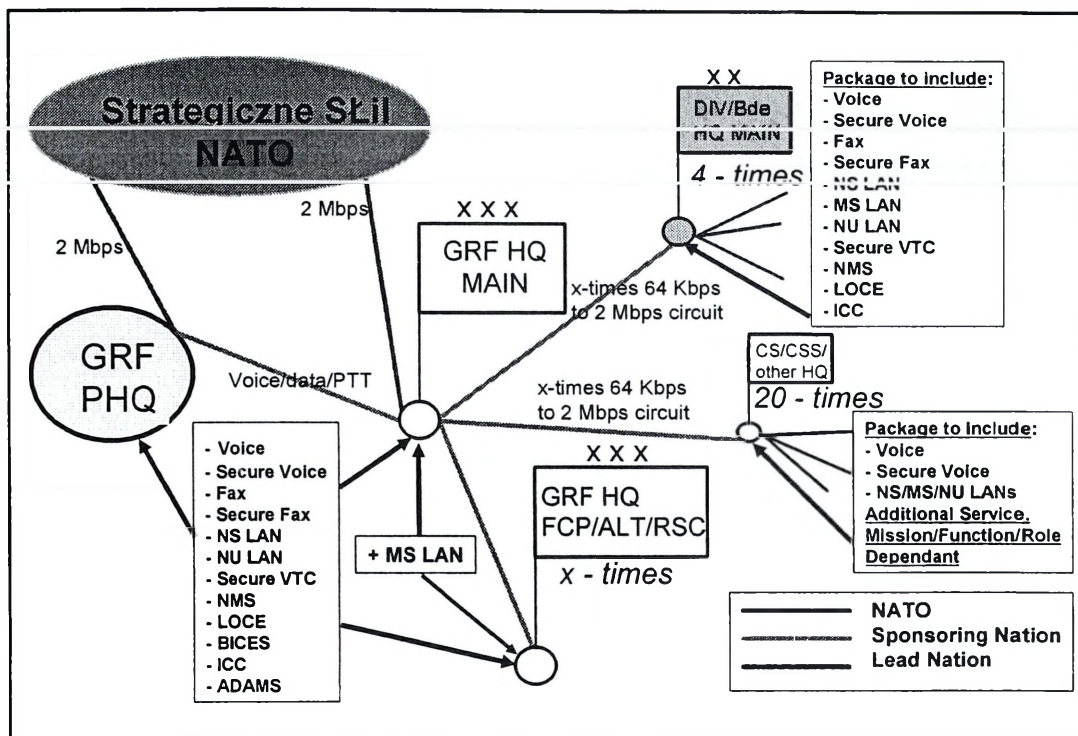 Strategiczne SŁiI
NATO
2 Mbps
2 Mbps
GRF
PHQ
Voice/data/PTT
X X X
GRF HQ
MAIN
X X
DIV/Bde
HQ MAIN
4 - times
x-times 64 Kbps
to 2 Mbps circuit
Package to include:
- Voice
- Secure Voice
- Fax
- Secure Fax
- NS LAN
- MS LAN
- NU LAN
- Secure VTC
- NMS
- LOCE
- ICC
x-times 64 Kbps
to 2 Mbps circuit
CS/CSS/
other HQ
20 - times
Package to include:
- Voice
- Secure Voice
- NS/MS/NU LANs
Additional Service,
Mission/Function/Role
Dependant
X X X
GRF HQ
FCP/ALT/RSC
x - times
- Voice
- Secure Voice
- Fax
- Secure Fax
- NS LAN
- NU LAN
- Secure VTC
- NMS
- LOCE
- BICES
- ICC
- ADAMS
+ MS LAN
NATO
Sponsoring Nation
Lead Nation